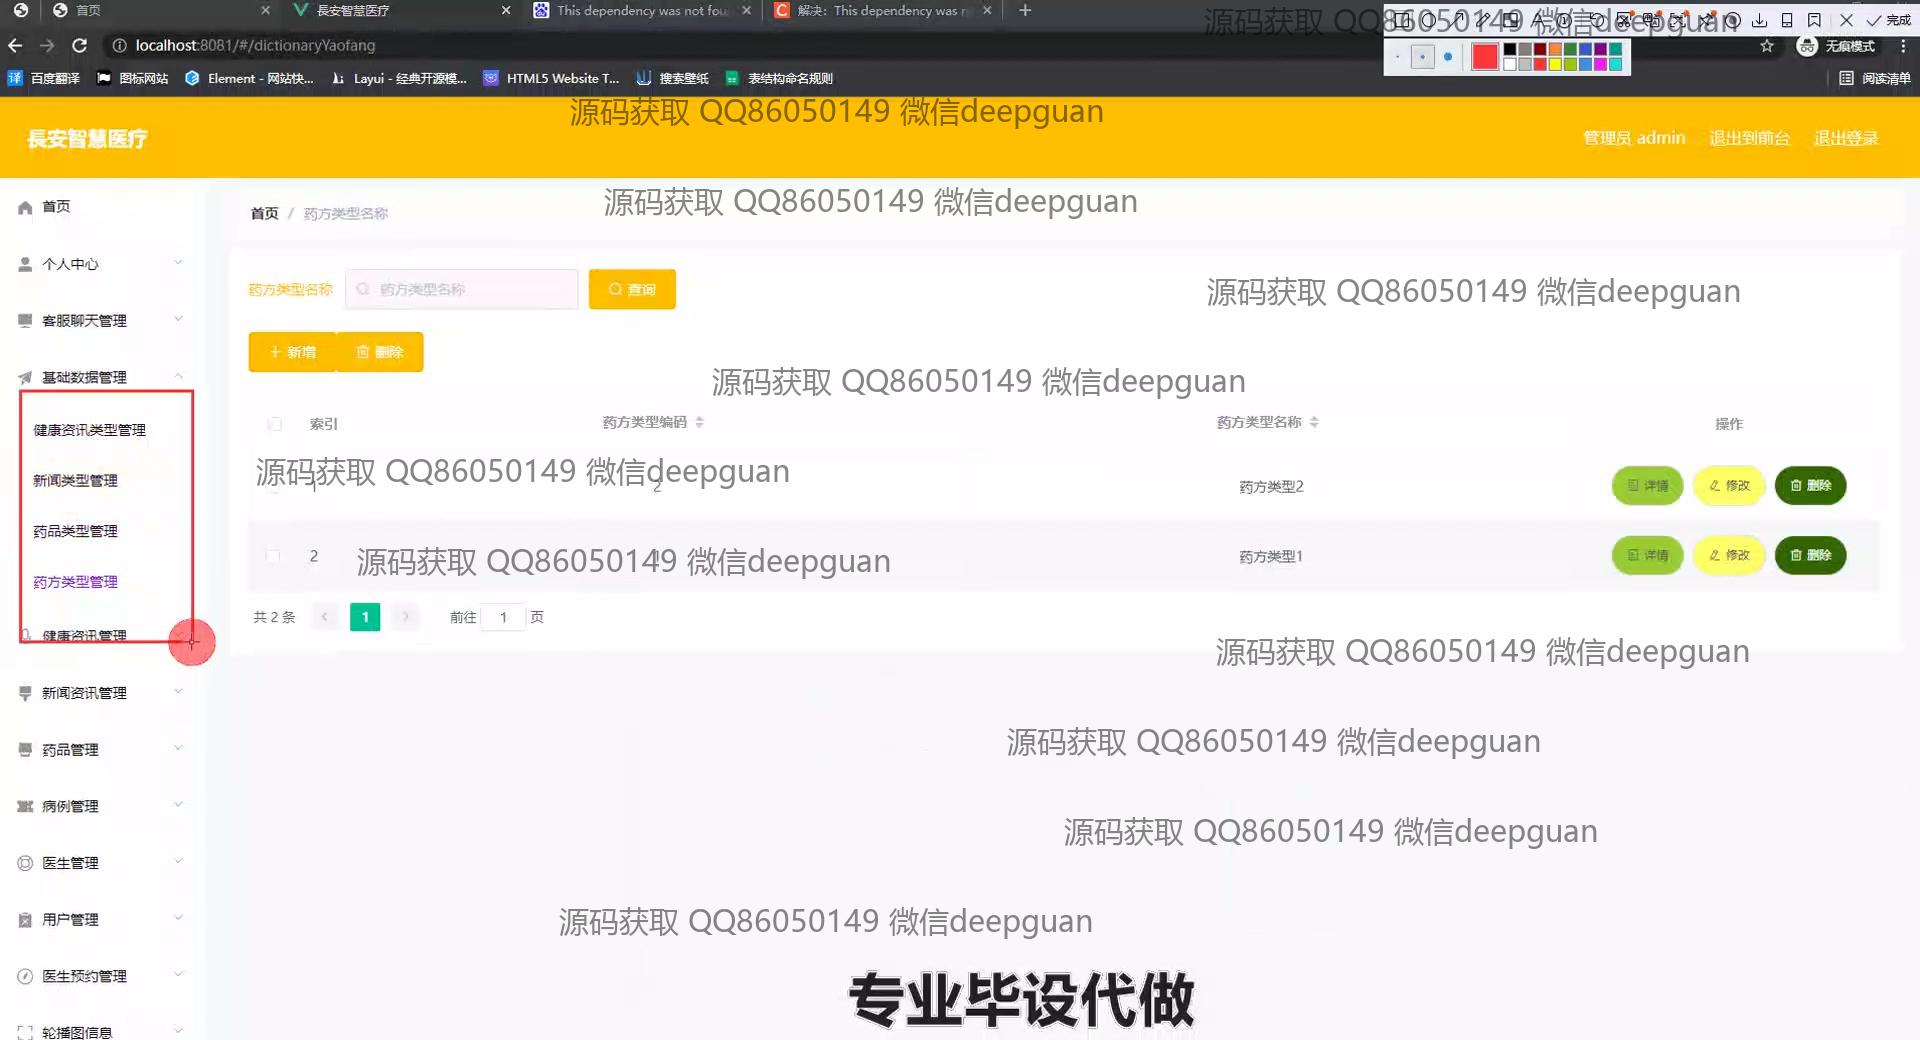 首页
長安智慧医疗
This dependency was not fou
解决：This dependency was n
源码获取 QQ86050149 微信deepguan
完成
localhost:8081/#/dictionaryYaofang
无痕模式
百度翻译
图标网站
Element - 网站快...
Layui - 经典开源模...
HTML5 Website T...
搜索壁纸
表结构命名规则
阅读清单
源码获取 QQ86050149 微信deepguan
長安智慧医疗
管理员 admin
退出到前台
退出登录
首页
首页 / 药方类型名称
源码获取 QQ86050149 微信deepguan
个人中心
药方类型名称
药方类型名称
查询
源码获取 QQ86050149 微信deepguan
客服聊天管理
+ 新增
删除
基础数据管理
源码获取 QQ86050149 微信deepguan
健康资讯类型管理
索引
药方类型编码
药方类型名称
操作
源码获取 QQ86050149 微信deepguan
新闻类型管理
1
2
药方类型2
详情
修改
删除
药品类型管理
2
1
药方类型1
详情
修改
删除
源码获取 QQ86050149 微信deepguan
药方类型管理
共 2 条
1
前往
1
页
健康资讯管理
源码获取 QQ86050149 微信deepguan
新闻资讯管理
药品管理
源码获取 QQ86050149 微信deepguan
病例管理
源码获取 QQ86050149 微信deepguan
医生管理
用户管理
源码获取 QQ86050149 微信deepguan
医生预约管理
专业毕设代做
轮播图信息